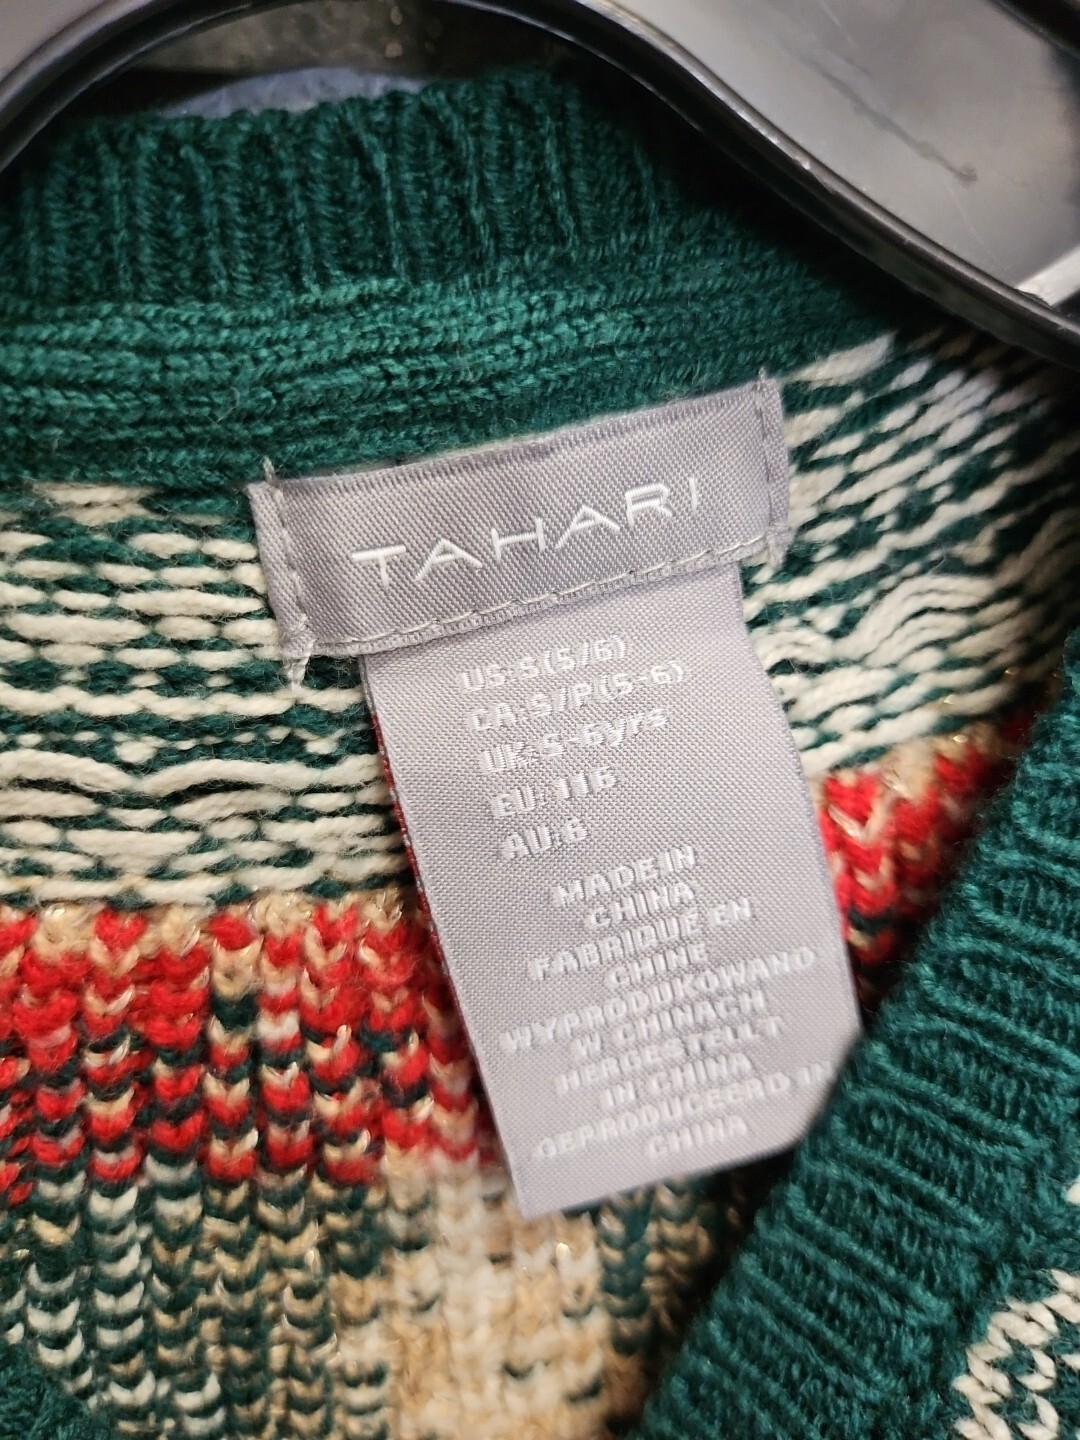 TAHARI
US:S(5/6)
CA:S/P(5-6)
UK:5-6yrs
EU:116
AU:6
MADE IN
CHINA
FABRIQUE EN
CHINE
WYPRODUKOWANO
W CHINACH
HERGESTELLT
IN CHINA
GEPRODUCEERD IN
CHINA